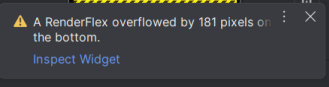 A RenderFlex overflowed by 181 pixels on
the bottom.
Inspect Widget